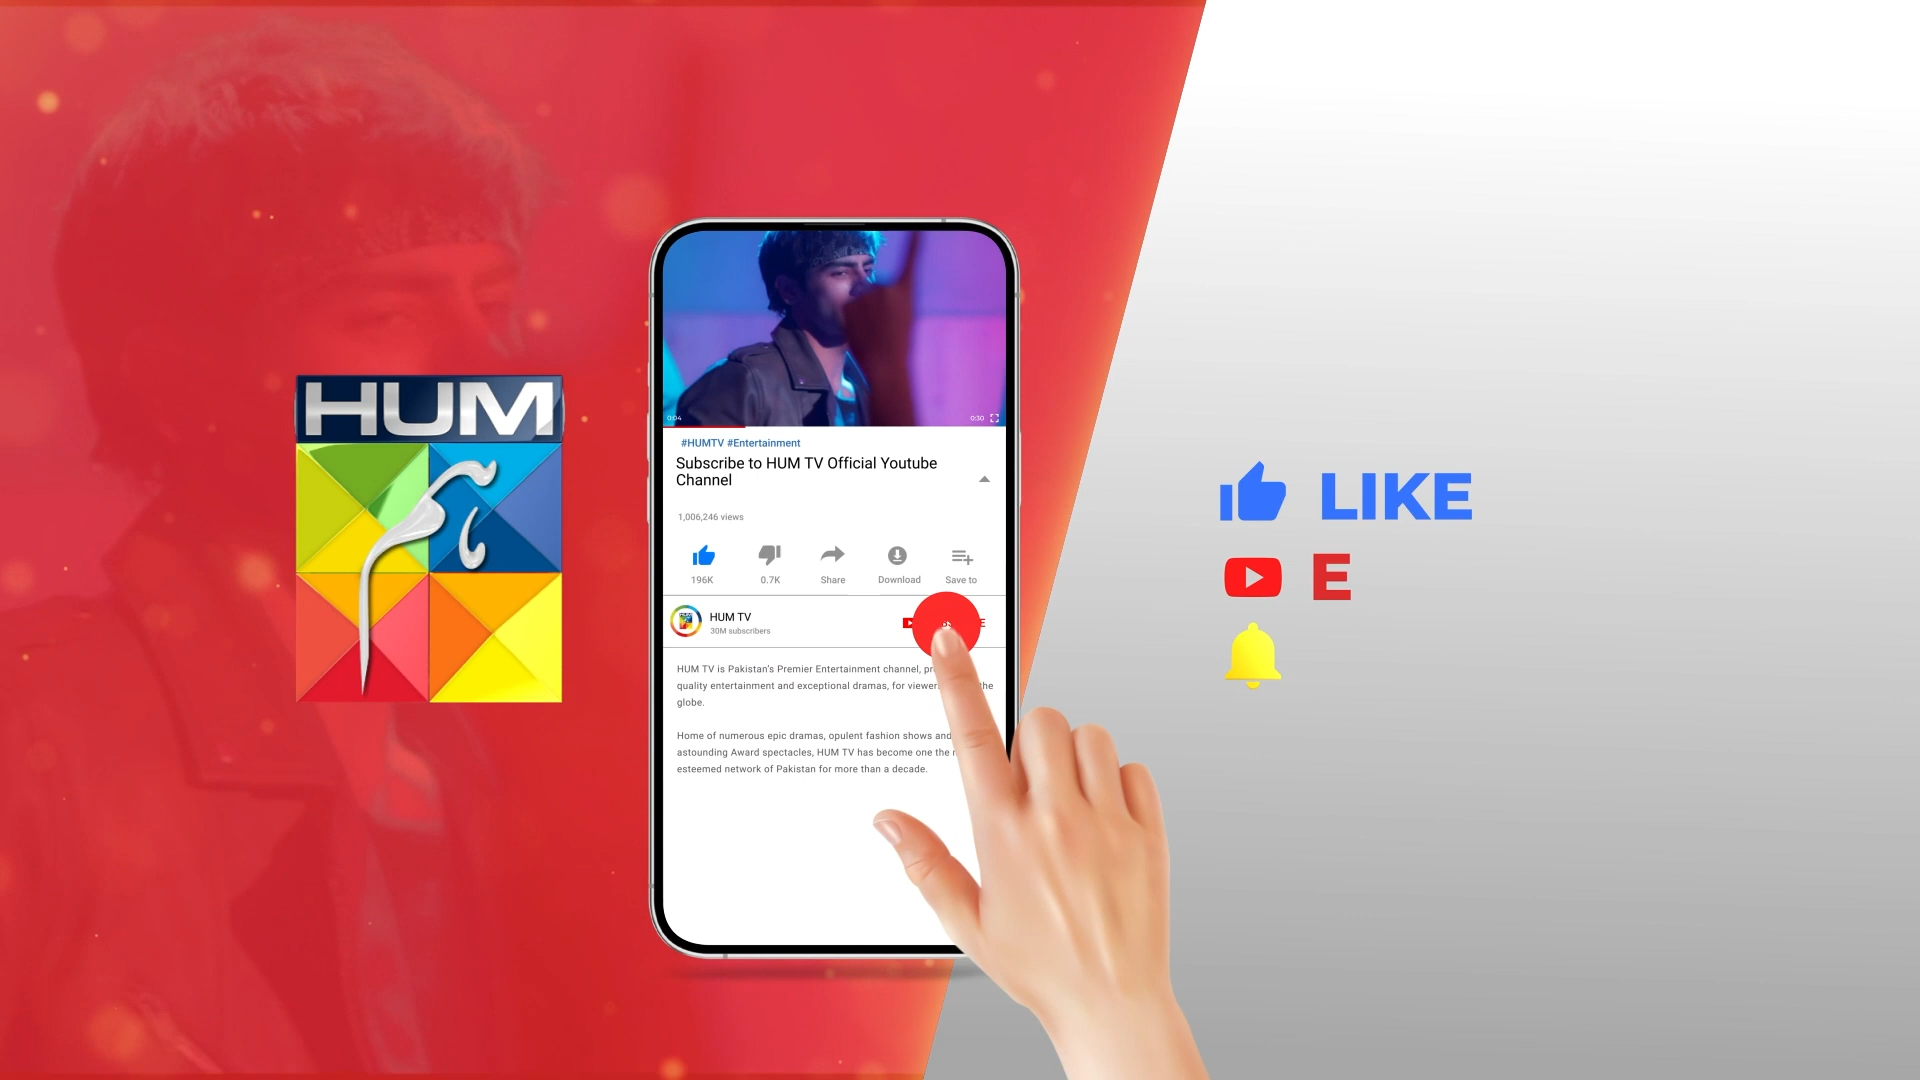 HUM
ہم
0:04
0:30
#HUMTV #Entertainment
Subscribe to HUM TV Official Youtube
Channel
1,006,246 views
196K
0.7K
Share
Download
Save to
HUM TV
30M subscribers
E
HUM TV is Pakistan's Premier Entertainment channel,
quality entertainment and exceptional dramas, for the
globe.
Home of numerous epic dramas, opulent fashion shows and
astounding Award spectacles, HUM TV has become one the
esteemed network of Pakistan for more than a decade.
LIKE
E